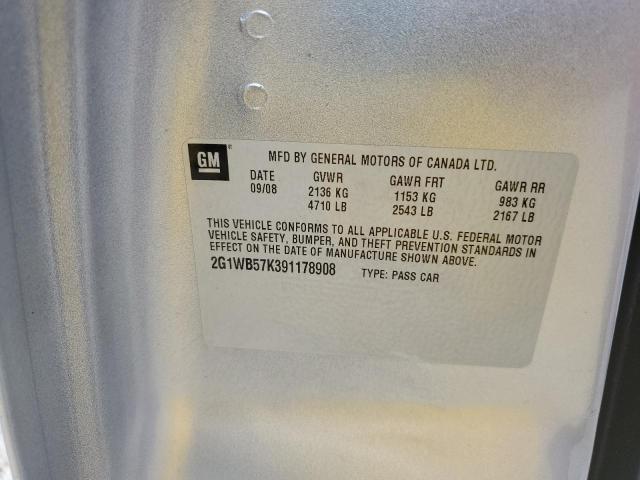 GM ® MFD BY GENERAL MOTORS OF CANADA LTD.
DATE GVWR GAWR FRT GAWR RR
09/08 2136 KG 1153 KG 983 KG
4710 LB 2543 LB 2167 LB
THIS VEHICLE CONFORMS TO ALL APPLICABLE U.S. FEDERAL MOTOR
VEHICLE SAFETY, BUMPER, AND THEFT PREVENTION STANDARDS IN
EFFECT ON THE DATE OF MANUFACTURE SHOWN ABOVE.
2G1WB57K391178908 TYPE: PASS CAR